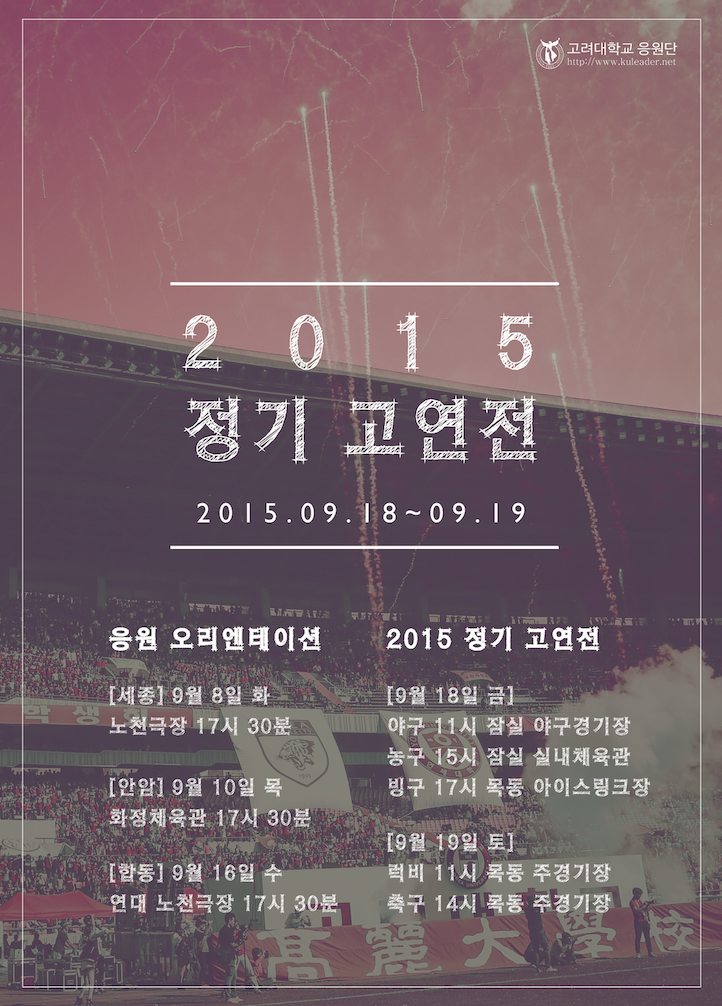 고려대학교 응원단
http://www.kuleader.net
2015
정기 고연전
2015.09.18~09.19
응원 오리엔테이션
[세종] 9월 8일 화
노천극장 17시 30분
[안암] 9월 10일 목
화정체육관 17시 30분
[합동] 9월 16일 수
연대 노천극장 17시 30분
2015 정기 고연전
[9월 18일 금]
야구 11시 잠실 야구경기장
농구 15시 잠실 실내체육관
빙구 17시 목동 아이스링크장
[9월 19일 토]
럭비 11시 목동 주경기장
축구 14시 목동 주경기장
학생
高麗大學校